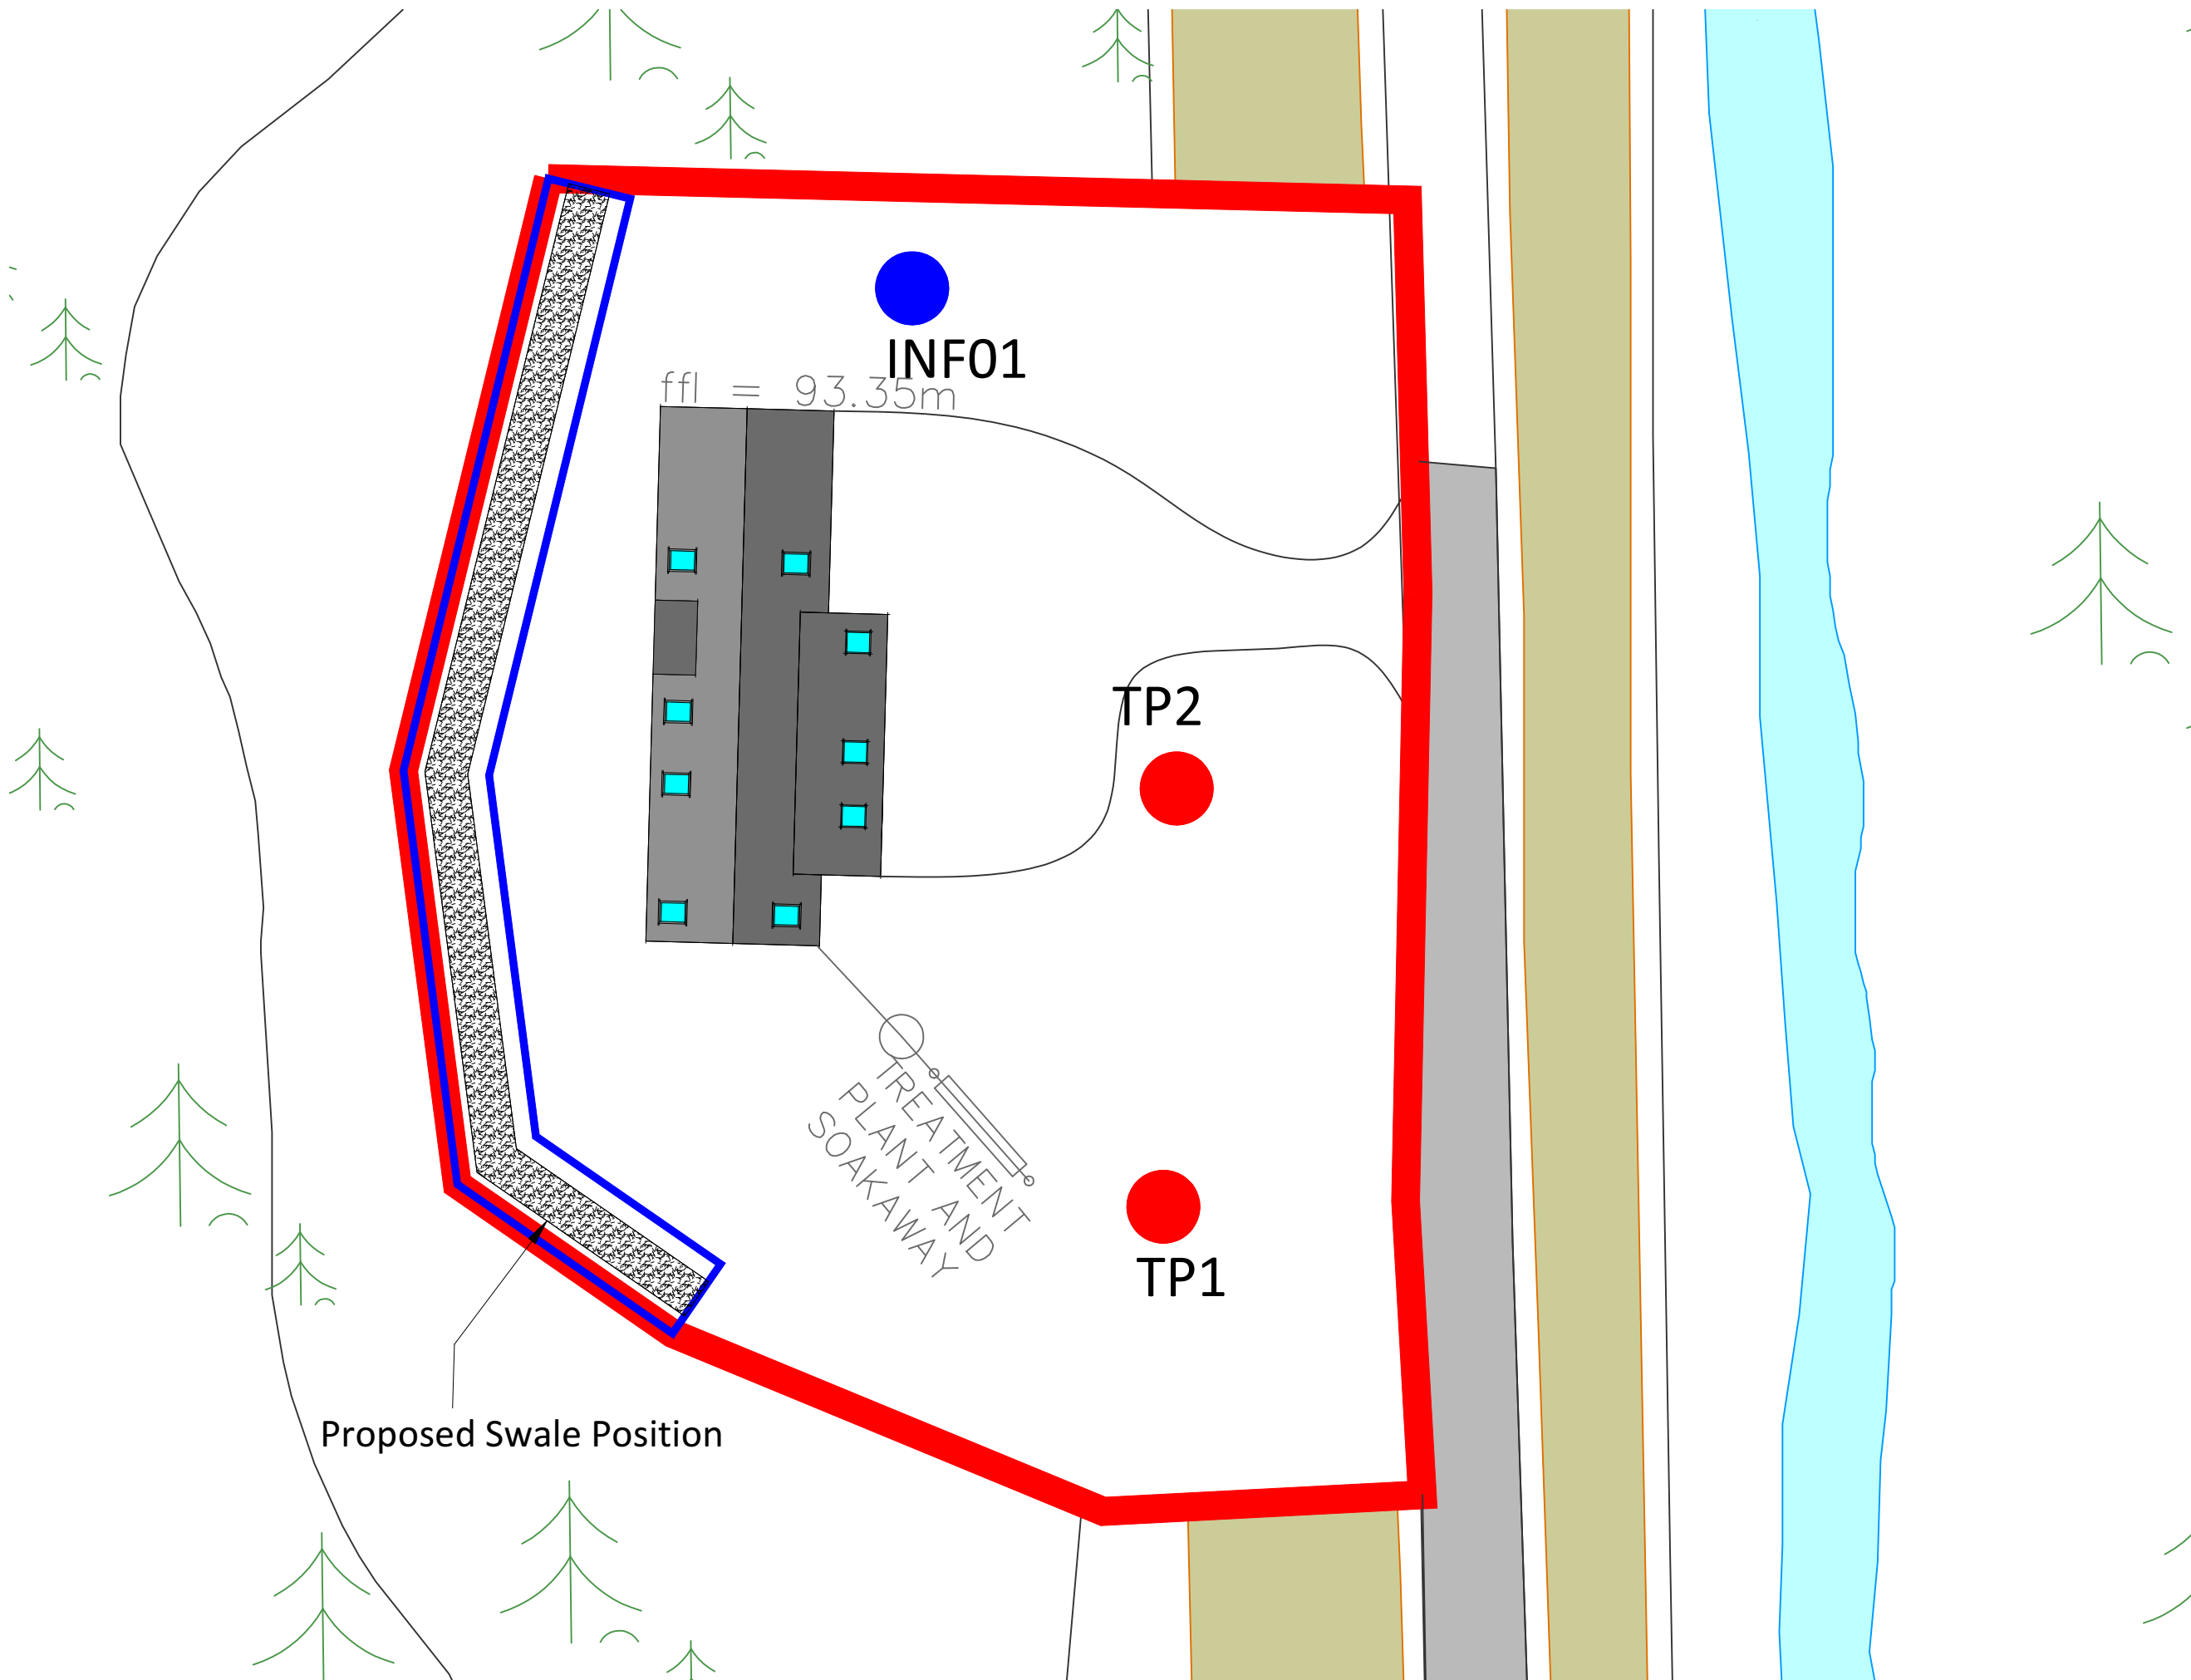 INF01
ffl = 93.35m
TP2
TREATMENT
PLANT AND
SOAKAWAY
TP1
Proposed Swale Position